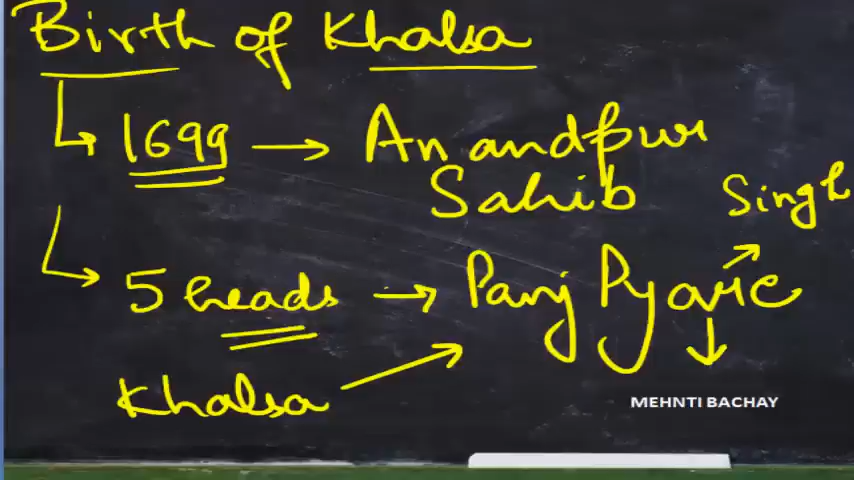 Birth of Khalsa
1699 → Anandpur
Sahib
Singh
5 heads → Panj Pyare
Khalsa
MEHNTI BACHAY